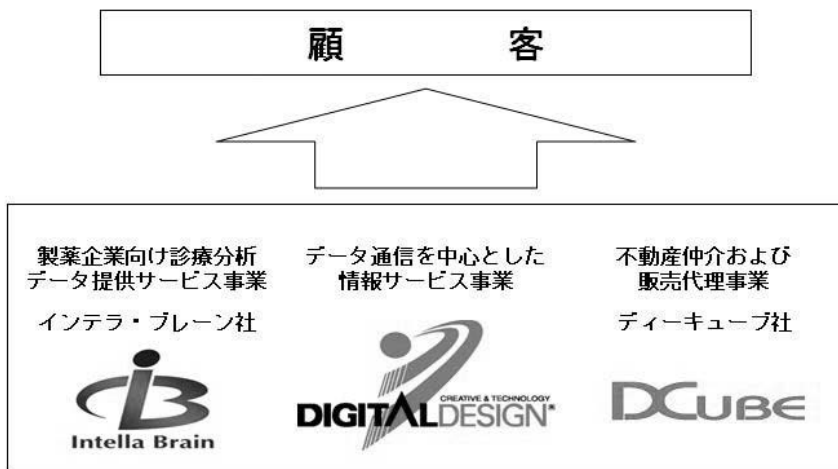 顧 客
製薬企業向け診療分析
データ提供サービス事業
インテラ・ブレーン社
iB
Intella Brain
データ通信を中心とした
情報サービス事業
CREATIVE & TECHNOLOGY
DIGITALDESIGN®
不動産仲介および
販売代理事業
ディーキューブ社
DCUBE